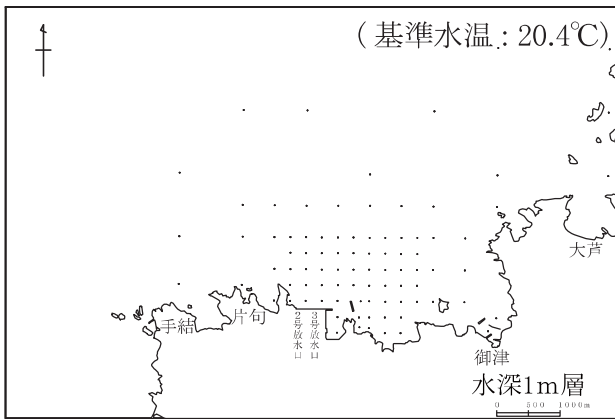 (基準水温:20.4℃)
大芦
手結
片句
2号放水口
3号放水口
御津
水深1m層
0 500 1000m